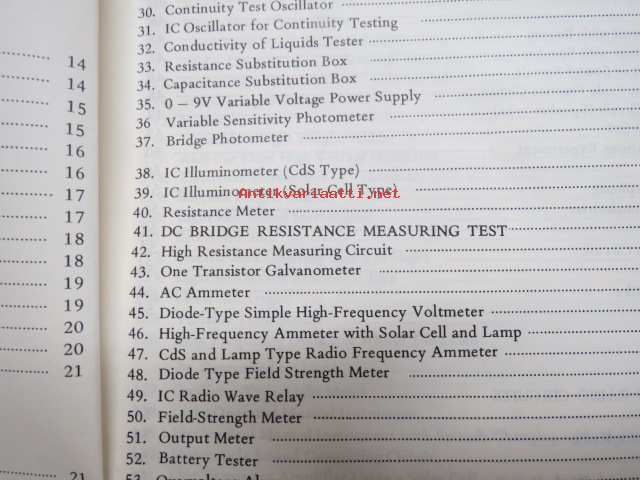 14
14
15
15
16
16
17
17
18
18
19
19
20
20
21
21
30. Continuity Test Oscillator
31. IC Oscillator for Continuity Testing
32. Conductivity of Liquids Tester
33. Resistance Substitution Box
34. Capacitance Substitution Box
35. 0 – 9V Variable Voltage Power Supply
36 Variable Sensitivity Photometer
37. Bridge Photometer
38. IC Illuminometer (CdS Type)
39. IC Illuminometer (Solar Cell Type)
Antikvariaatti.net
40. Resistance Meter
41. DC BRIDGE RESISTANCE MEASURING TEST
42. High Resistance Measuring Circuit
43. One Transistor Galvanometer
44. AC Ammeter
45. Diode-Type Simple High-Frequency Voltmeter
46. High-Frequency Ammeter with Solar Cell and Lamp
47. CdS and Lamp Type Radio Frequency Ammeter
48. Diode Type Field Strength Meter
49. IC Radio Wave Relay
50. Field-Strength Meter
51. Output Meter
52. Battery Tester
53.